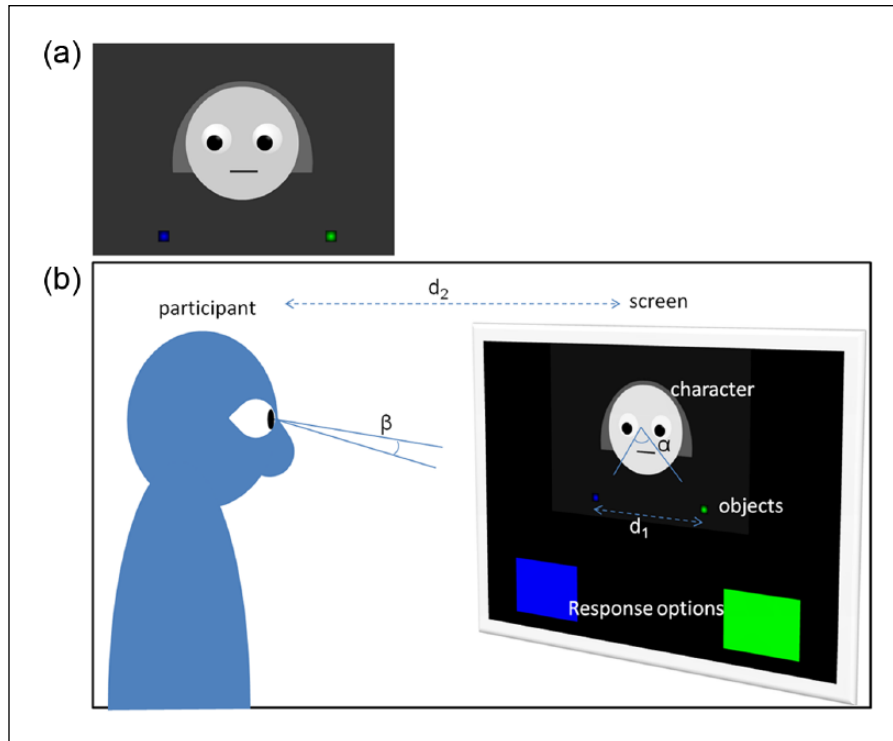 (a)
(b)
d₂
participant
screen
character
β
α
objects
d₁
Response options